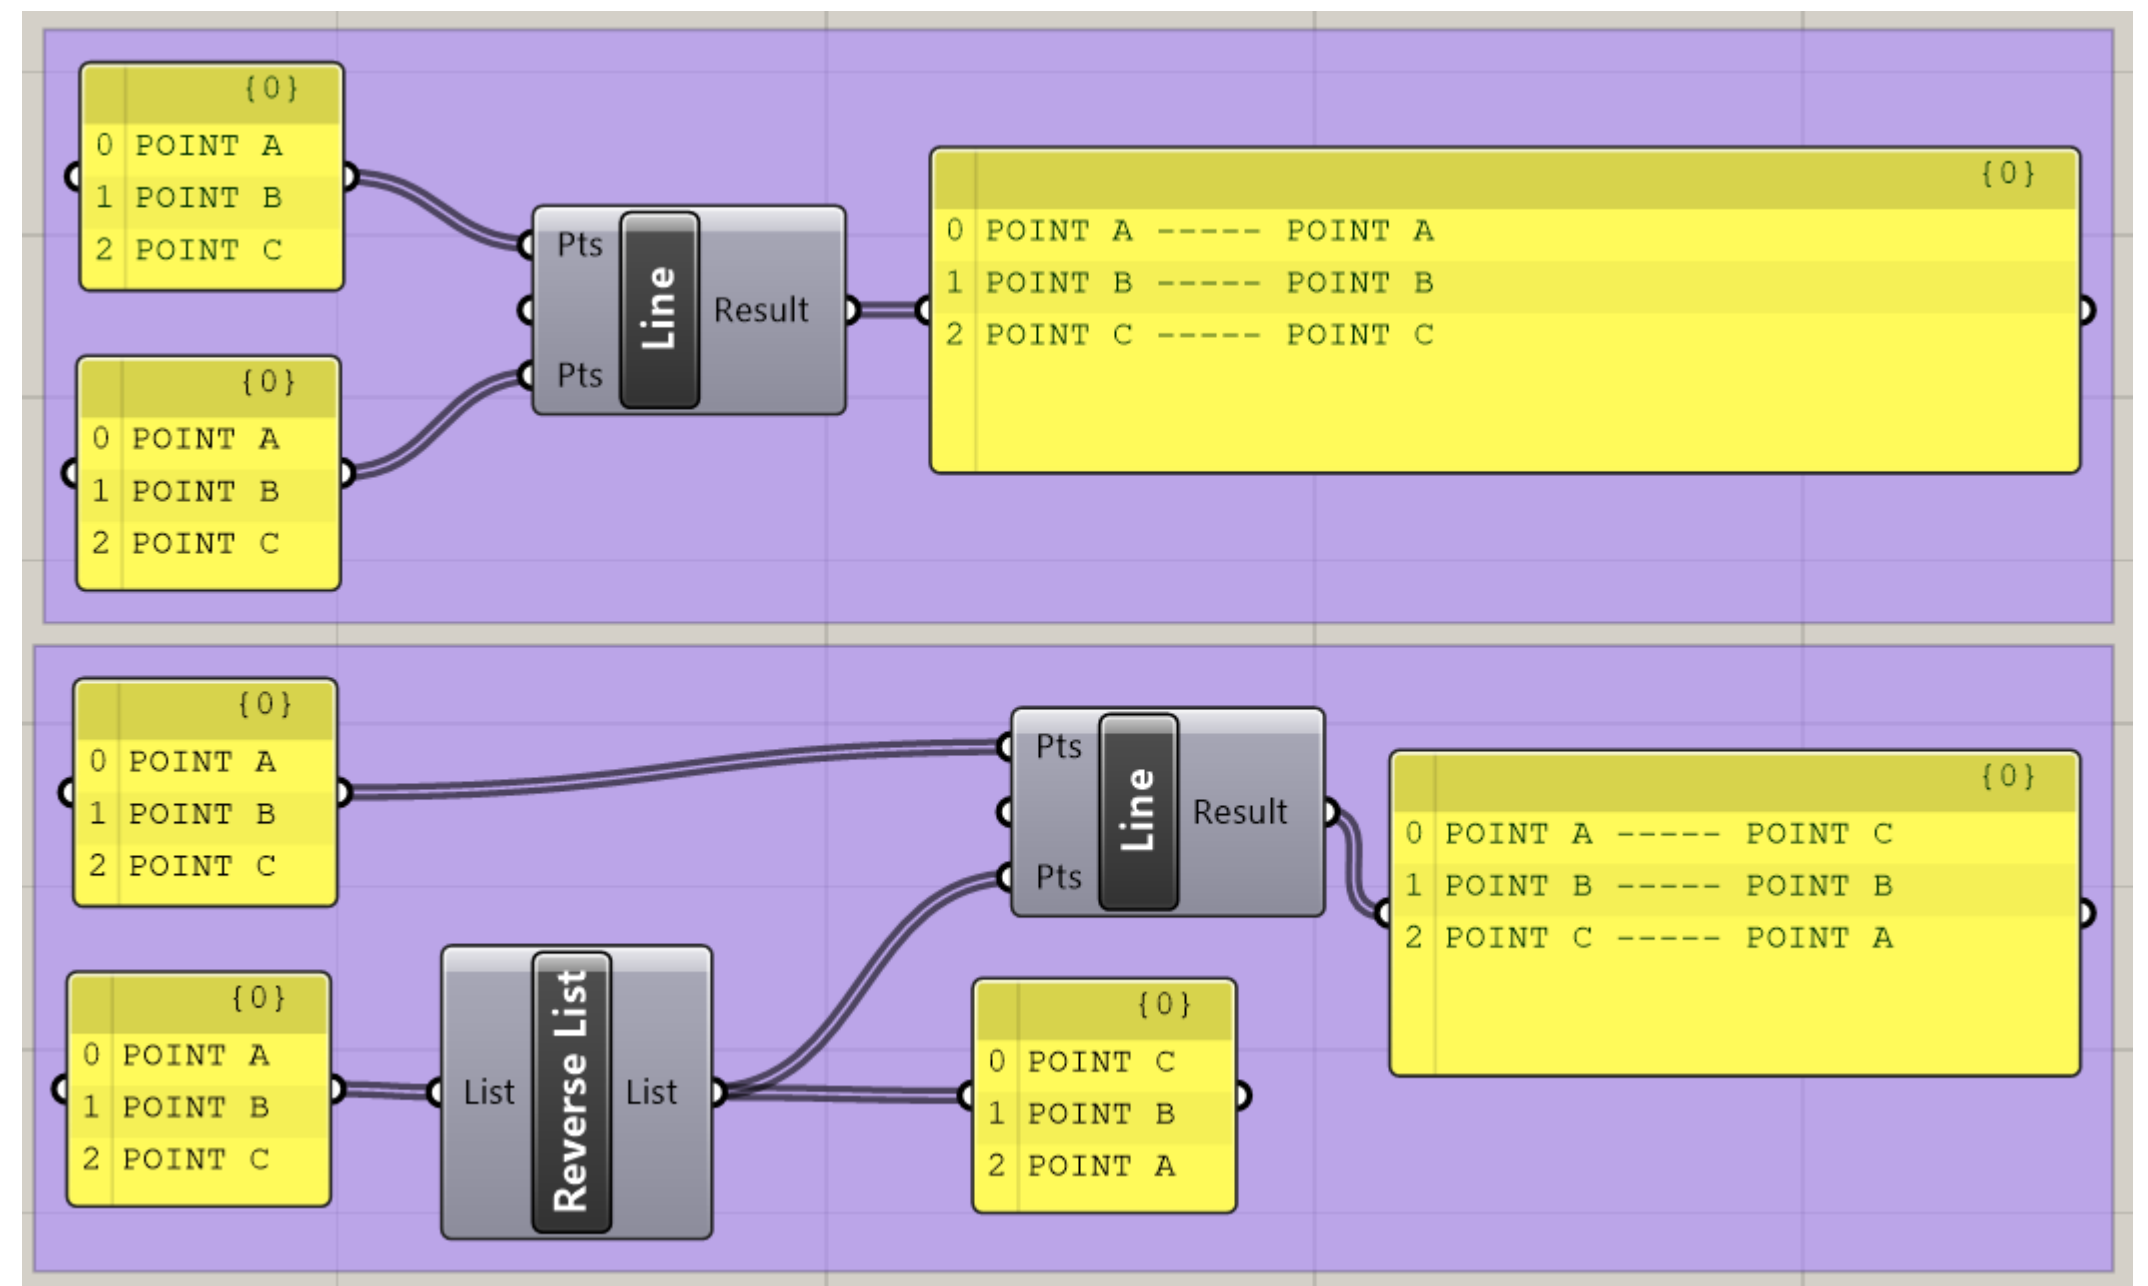 {0}
0 POINT A
1 POINT B
2 POINT C
{0}
0 POINT A
1 POINT B
2 POINT C
Pts
Pts
Line
Result
{0}
0 POINT A ----- POINT A
1 POINT B ----- POINT B
2 POINT C ----- POINT C
{0}
0 POINT A
1 POINT B
2 POINT C
{0}
0 POINT A
1 POINT B
2 POINT C
List
Reverse List
List
Pts
Pts
Line
Result
{0}
0 POINT C
1 POINT B
2 POINT A
{0}
0 POINT A ----- POINT C
1 POINT B ----- POINT B
2 POINT C ----- POINT A